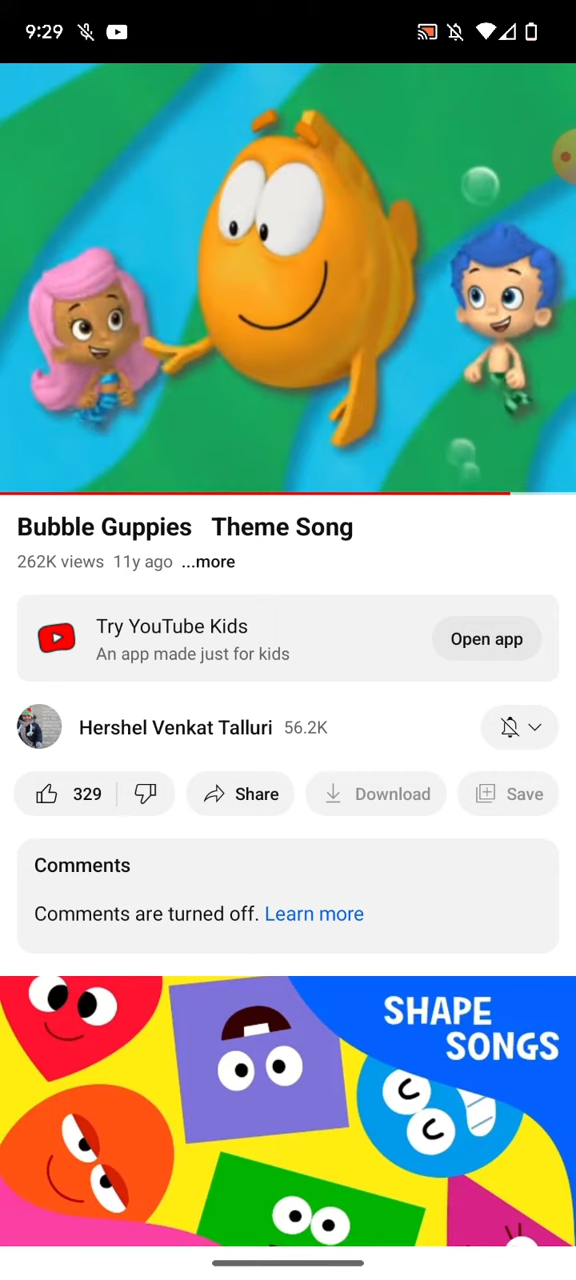 9:29
Bubble Guppies   Theme Song
262K views 11y ago ...more
Try YouTube Kids
An app made just for kids
Open app
Hershel Venkat Talluri 56.2K
329
Share
Download
Save
Comments
Comments are turned off. Learn more
SHAPE
SONGS